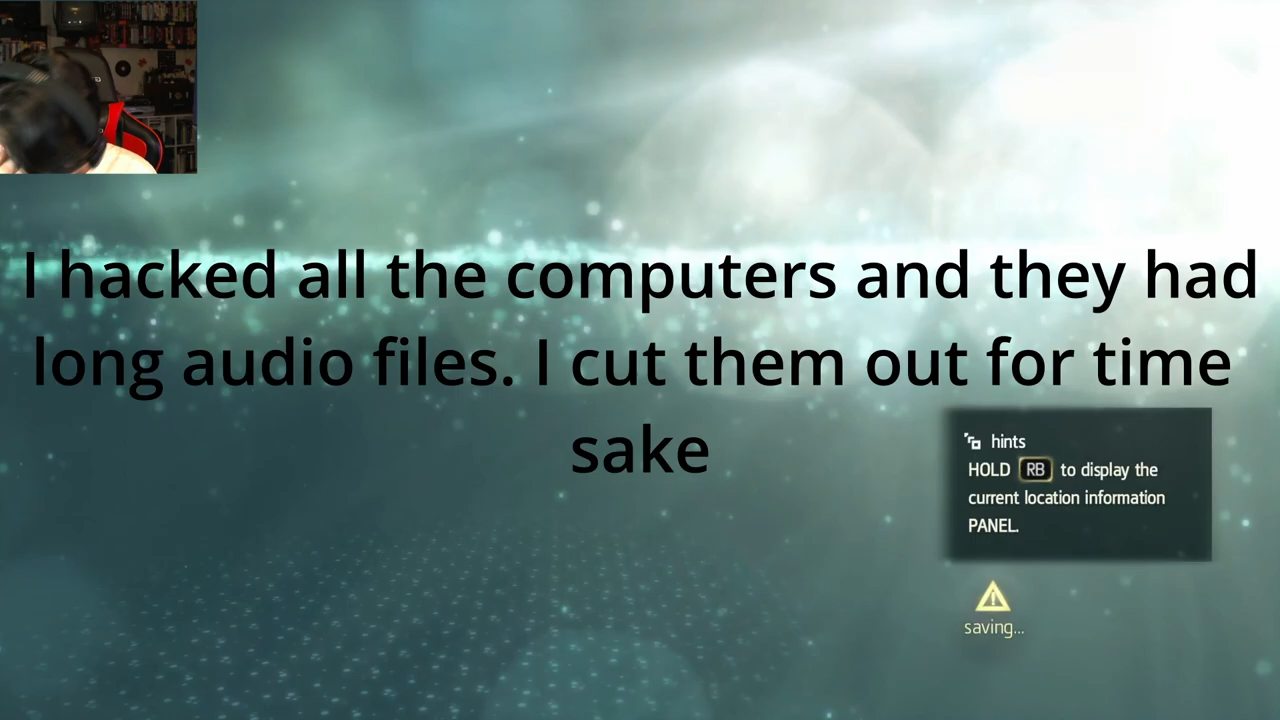 I hacked all the computers and they had
long audio files. I cut them out for time
sake
hints
HOLD RB to display the
current location information
PANEL.
saving...